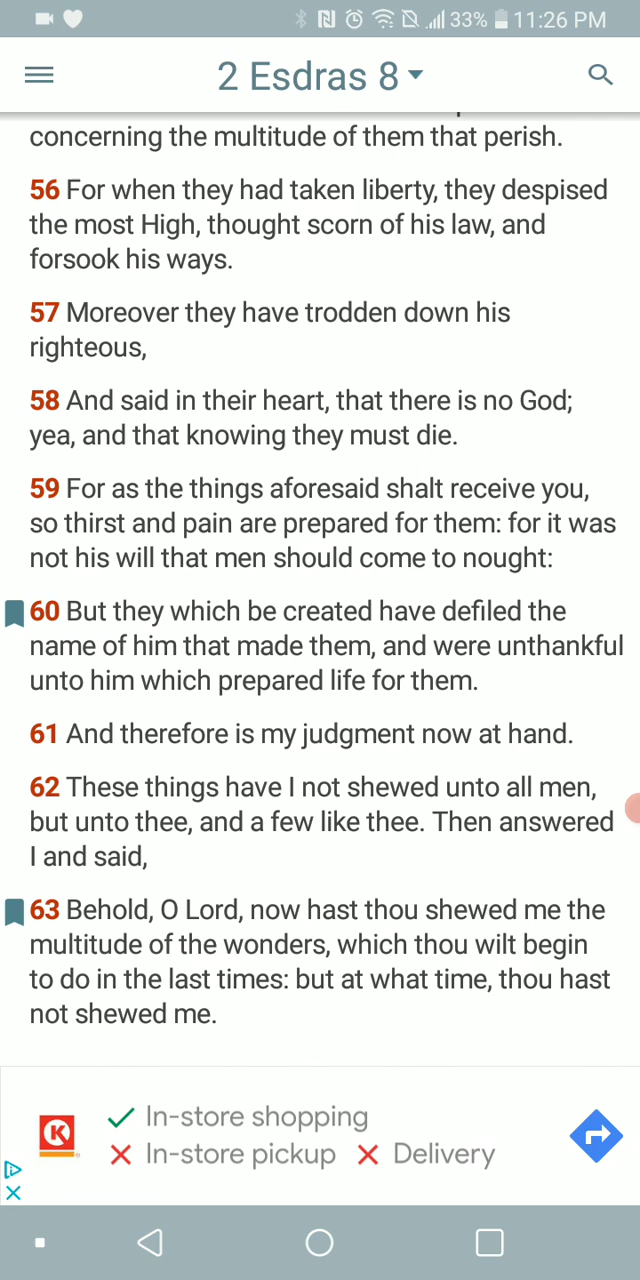 33% 11:26 PM
2 Esdras 8
concerning the multitude of them that perish.
56 For when they had taken liberty, they despised
the most High, thought scorn of his law, and
forsook his ways.
57 Moreover they have trodden down his
righteous,
58 And said in their heart, that there is no God;
yea, and that knowing they must die.
59 For as the things aforesaid shalt receive you,
so thirst and pain are prepared for them: for it was
not his will that men should come to nought:
60 But they which be created have defiled the
name of him that made them, and were unthankful
unto him which prepared life for them.
61 And therefore is my judgment now at hand.
62 These things have I not shewed unto all men,
but unto thee, and a few like thee. Then answered
I and said,
63 Behold, O Lord, now hast thou shewed me the
multitude of the wonders, which thou wilt begin
to do in the last times: but at what time, thou hast
not shewed me.
K
In-store shopping
In-store pickup Delivery